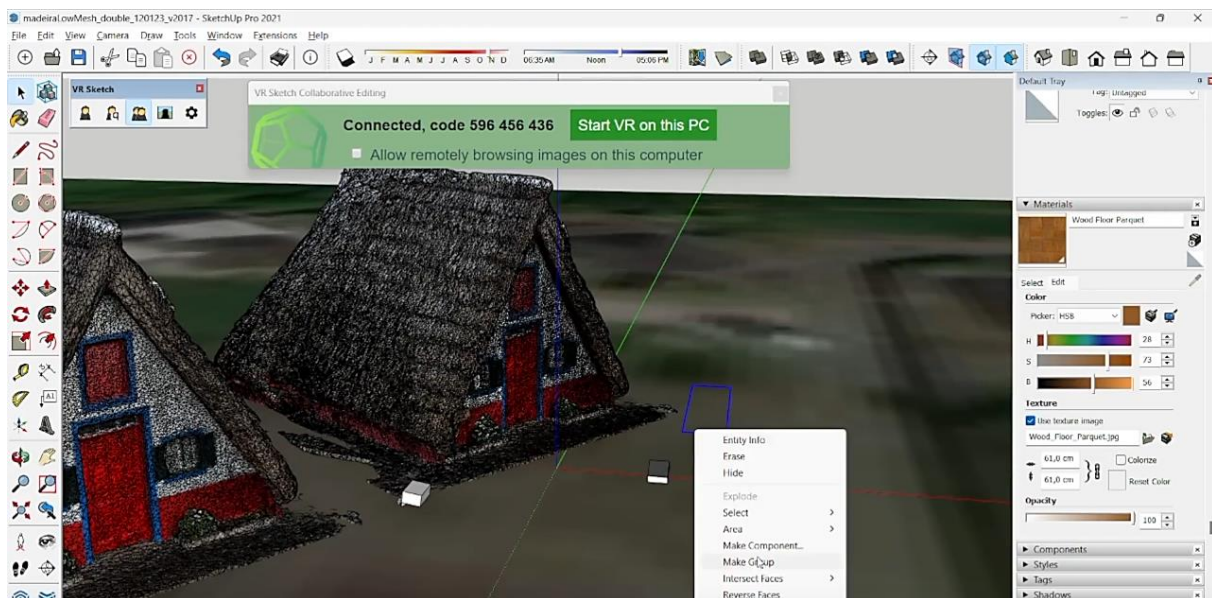 madeiraLowMesh_double_120123_v2017 - SketchUp Pro 2021
File Edit View Camera Draw Tools Window Extensions Help
J F M A M J J A S O N D 06:35 AM Noon 05:06 PM
VR Sketch
VR Sketch Collaborative Editing
Connected, code 596 456 436 Start VR on this PC
Allow remotely browsing images on this computer
Default Tray
Tag: Untagged
Toggles:
Materials
Wood Floor Parquet
Select Edit
Color
Picker: HSB
H 28
S 73
B 56
Texture
Use texture image
Wood_Floor_Parquet.jpg
61,0 cm Colorize
61,0 cm Reset Color
Opacity
100
Components
Styles
Tags
Shadows
Entity Info
Erase
Hide
Explode
Select
Area
Make Component...
Make Group
Intersect Faces
Reverse Faces
A1